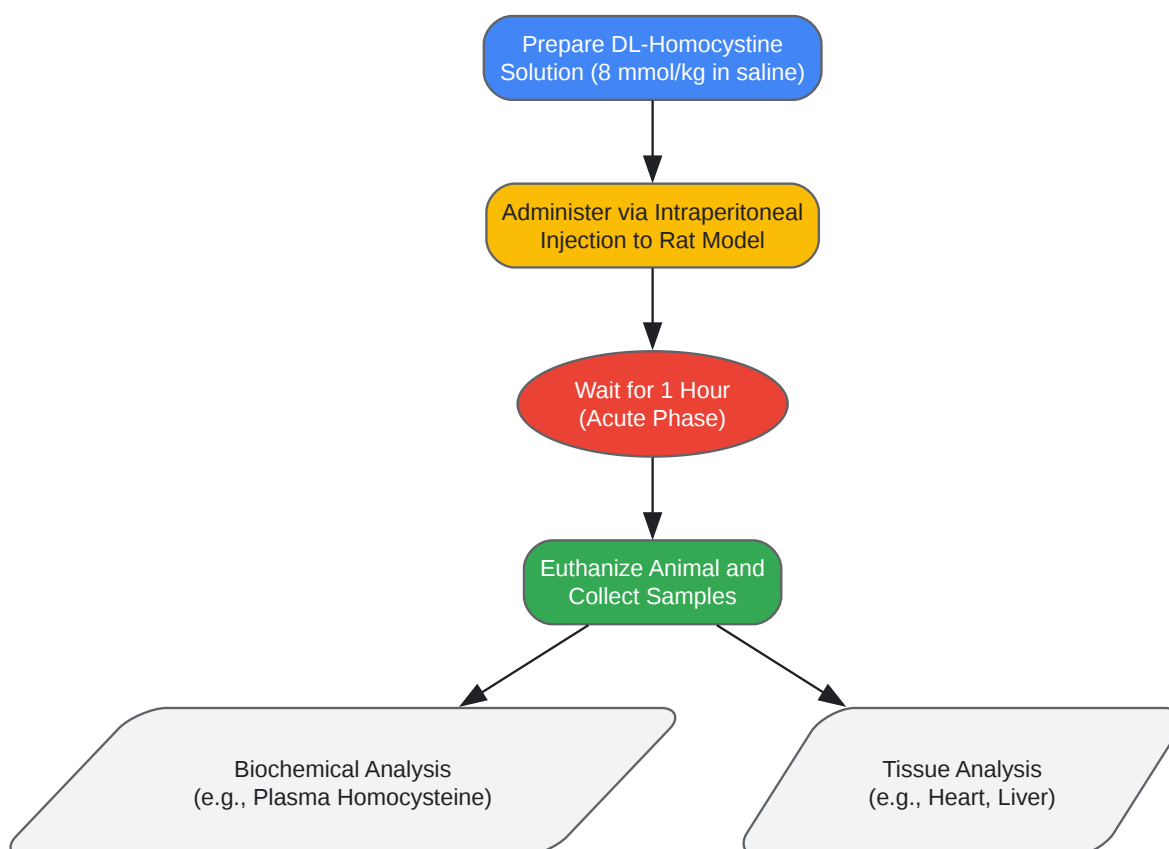 Prepare DL-Homocystine
Solution (8 mmol/kg in saline)
Administer via Intraperitoneal
Injection to Rat Model
Wait for 1 Hour
(Acute Phase)
Euthanize Animal and
Collect Samples
Biochemical Analysis
(e.g., Plasma Homocysteine)
Tissue Analysis
(e.g., Heart, Liver)